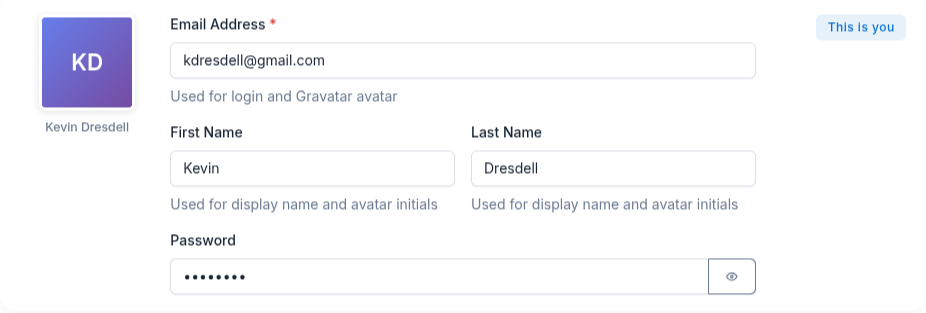 KD
Kevin Dresdell
This is you
Email Address *
kdresdell@gmail.com
Used for login and Gravatar avatar
First Name
Kevin
Used for display name and avatar initials
Last Name
Dresdell
Used for display name and avatar initials
Password
••••••••